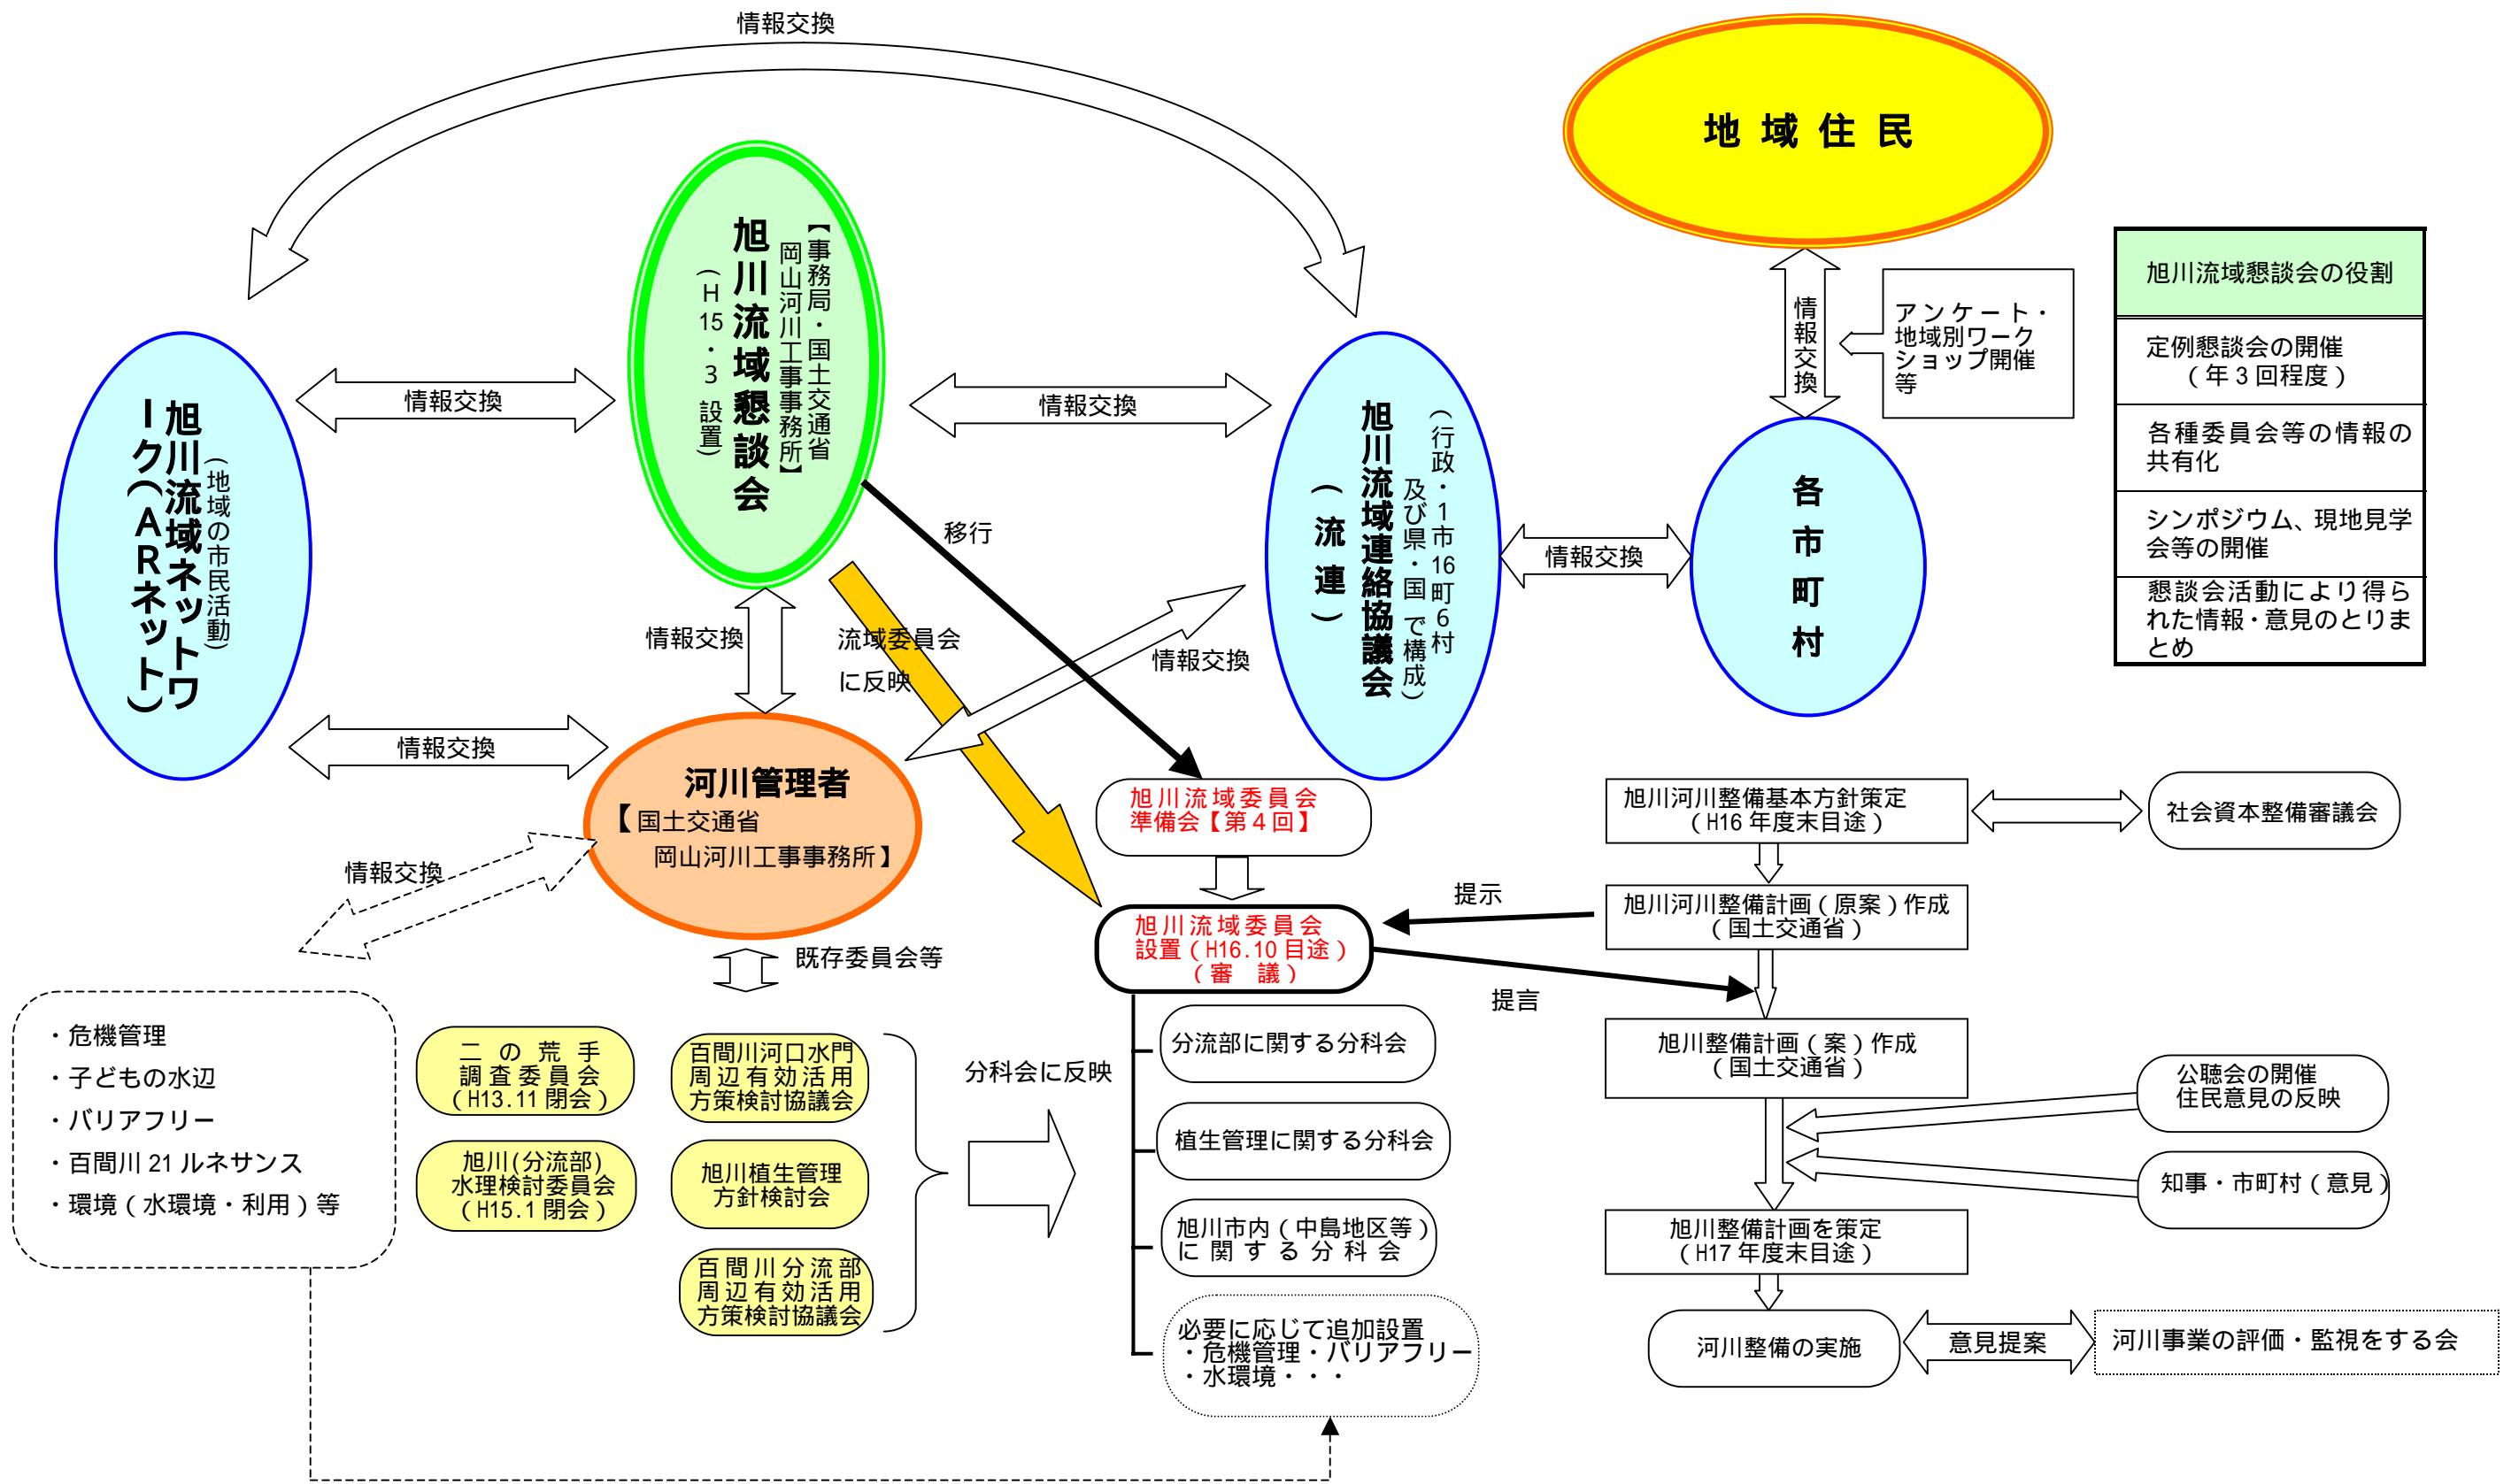 情報交換
地域住民
旭川流域懇談会
(H15・3設置)
【事務局・国土交通省
岡山河川工事事務所】
旭川流域懇談会の役割
定例懇談会の開催
(年3回程度)
各種委員会等の情報の
共有化
シンポジウム、現地見学
会等の開催
懇談会活動により得ら
れた情報・意見のとりま
とめ
情報交換
アンケート・
地域別ワーク
ショップ開催
等
情報交換
情報交換
(地域の市民活動)
旭川流域ネットワ
ーク(ARネット)
(行政・1市16町6村
及び県・国で構成)
旭川流域連絡協議会
(流連)
各市町村
情報交換
移行
情報交換
流域委員会
に反映
情報交換
情報交換
河川管理者
【国土交通省
岡山河川工事事務所】
情報交換
既存委員会等
旭川流域委員会
準備会【第4回】
旭川流域委員会
設置(H16.10目途)
(審 議)
提示
提言
旭川河川整備基本方針策定
(H16年度末目途)
社会資本整備審議会
旭川河川整備計画(原案)作成
(国土交通省)
旭川整備計画(案)作成
(国土交通省)
公聴会の開催
住民意見の反映
知事・市町村(意見)
旭川整備計画を策定
(H17年度末目途)
河川整備の実施
意見提案
河川事業の評価・監視をする会
・危機管理
・子どもの水辺
・バリアフリー
・百間川21ルネサンス
・環境(水環境・利用)等
二の荒手
調査委員会
(H13.11閉会)
旭川(分流部)
水理検討委員会
(H15.1閉会)
百間川河口水門
周辺有効活用
方策検討協議会
旭川植生管理
方針検討会
百間川分流部
周辺有効活用
方策検討協議会
分科会に反映
分流部に関する分科会
植生管理に関する分科会
旭川市内(中島地区等)
に関する分科会
必要に応じて追加設置
・危機管理・バリアフリー
・水環境・・・